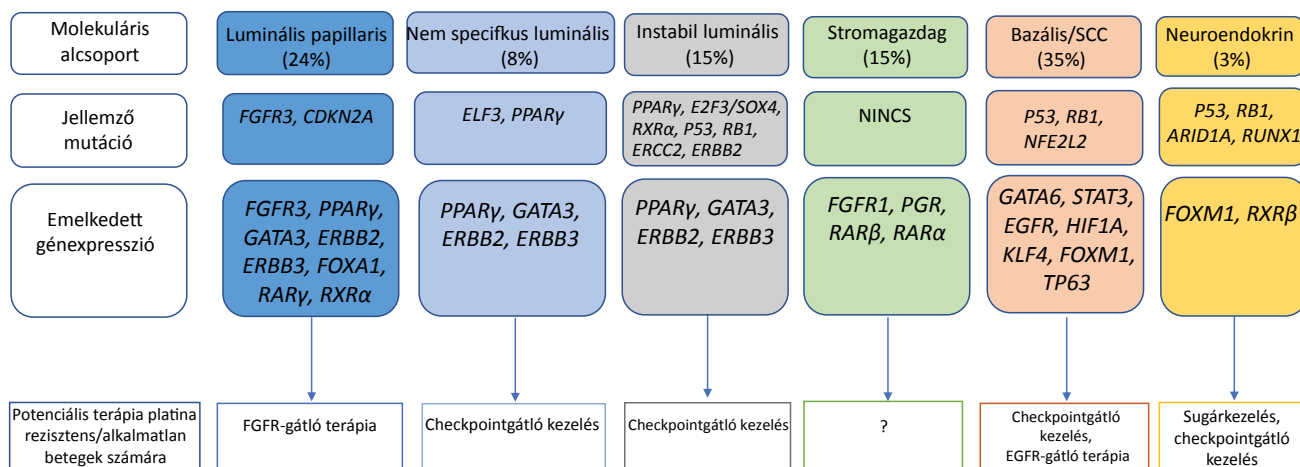 Molekuláris
alcsoport
Luminális papillaris
(24%)
Nem specifkus luminális
(8%)
Instabil luminális
(15%)
Stromagazdag
(15%)
Bazális/SCC
(35%)
Neuroendokrin
(3%)
Jellemző
mutáció
FGFR3, CDKN2A
ELF3, PPARγ
PPARγ, E2F3/SOX4,
RXRα, P53, RB1,
ERCC2, ERBB2
NINCS
P53, RB1,
NFE2L2
P53, RB1,
ARID1A, RUNX1
Emelkedett
génexpresszió
FGFR3, PPARγ,
GATA3, ERBB2,
ERBB3, FOXA1,
RARγ, RXRα
PPARγ, GATA3,
ERBB2, ERBB3
PPARγ, GATA3,
ERBB2, ERBB3
FGFR1, PGR,
RARβ, RARα
GATA6, STAT3,
EGFR, HIF1A,
KLF4, FOXM1,
TP63
FOXM1, RXRβ
Potenciális terápia platina
rezisztens/alkalmatlan
betegek számára
FGFR-gátló terápia
Checkpointgátló kezelés
Checkpointgátló kezelés
?
Checkpointgátló
kezelés,
EGFR-gátló terápia
Sugárkezelés,
checkpointgátló
kezelés